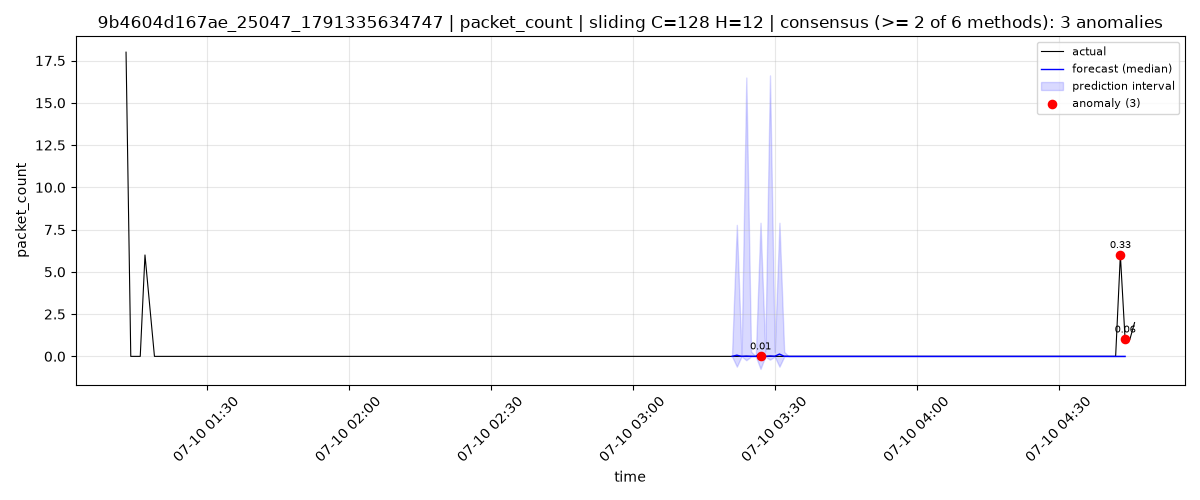 9b4604d167ae_25047_1791335634747 | packet_count | sliding C=128 H=12 | consensus (>= 2 of 6 methods): 3 anomalies
packet_count
17.5
15.0
12.5
10.0
7.5
5.0
2.5
0.0
actual
forecast (median)
prediction interval
anomaly (3)
0.01
0.33
0.06
07-10 01:30
07-10 02:00
07-10 02:30
07-10 03:00
07-10 03:30
07-10 04:00
07-10 04:30
time